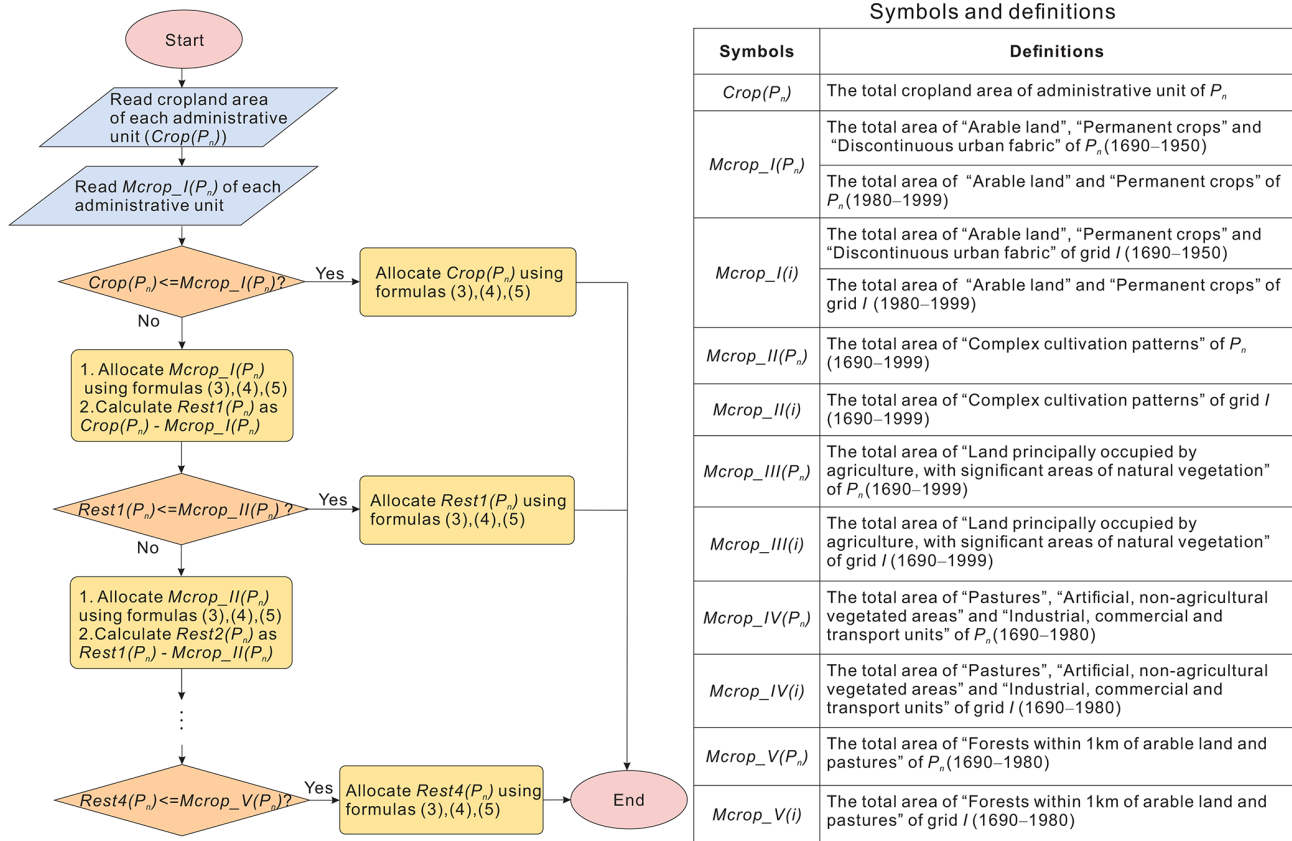 Start
Read cropland area
of each administrative
unit (Crop(Pn))
Read Mcrop_I(Pn) of each
administrative unit
Crop(Pn)<=Mcrop_I(Pn)?
Yes
Allocate Crop(Pn) using
formulas (3),(4),(5)
No
1. Allocate Mcrop_I(Pn)
using formulas (3),(4),(5)
2.Calculate Rest1(Pn) as
Crop(Pn) - Mcrop_I(Pn)
Rest1(Pn)<=Mcrop_II(Pn) ?
Yes
Allocate Rest1(Pn) using
formulas (3),(4),(5)
No
1. Allocate Mcrop_II(Pn)
using formulas (3),(4),(5)
2.Calculate Rest2(Pn) as
Rest1(Pn) - Mcrop_II(Pn)
Rest4(Pn)<=Mcrop_V(Pn)?
Yes
Allocate Rest4(Pn) using
formulas (3),(4),(5)
End
Symbols and definitions
Symbols Definitions
Crop(Pn) The total cropland area of administrative unit of Pn
Mcrop_I(Pn)
The total area of “Arable land”, “Permanent crops” and
“Discontinuous urban fabric” of Pn (1690–1950)
The total area of “Arable land” and “Permanent crops” of
Pn (1980–1999)
Mcrop_I(i)
The total area of “Arable land”, “Permanent crops” and
“Discontinuous urban fabric” of grid I (1690–1950)
The total area of “Arable land” and “Permanent crops” of
grid I (1980–1999)
Mcrop_II(Pn)
The total area of “Complex cultivation patterns” of Pn
(1690–1999)
Mcrop_II(i)
The total area of “Complex cultivation patterns” of grid I
(1690–1999)
Mcrop_III(Pn)
The total area of “Land principally occupied by
agriculture, with significant areas of natural vegetation”
of Pn (1690–1999)
Mcrop_III(i)
The total area of “Land principally occupied by
agriculture, with significant areas of natural vegetation”
of grid I (1690–1999)
Mcrop_IV(Pn)
The total area of “Pastures”, “Artificial, non-agricultural
vegetated areas” and “Industrial, commercial and
transport units” of Pn (1690–1980)
Mcrop_IV(i)
The total area of “Pastures”, “Artificial, non-agricultural
vegetated areas” and “Industrial, commercial and
transport units” of grid I (1690–1980)
Mcrop_V(Pn)
The total area of “Forests within 1km of arable land and
pastures” of Pn (1690–1980)
Mcrop_V(i)
The total area of “Forests within 1km of arable land and
pastures” of grid I (1690–1980)